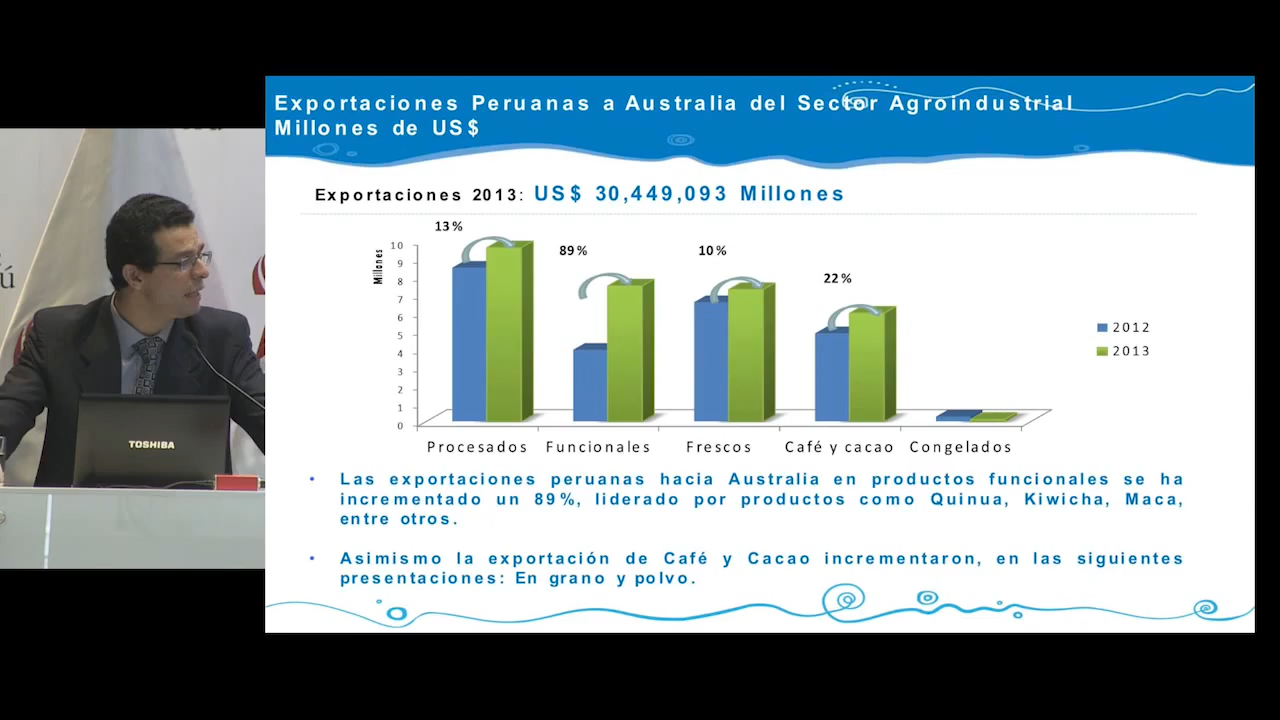 Exportaciones Peruanas a Australia del Sector Agroindustrial
Millones de US$
Exportaciones 2013: US$ 30,449,093 Millones
13%
89%
10%
22%
Millones
10
9
8
7
6
5
4
3
2
1
0
Procesados Funcionales Frescos Café y cacao Congelados
2012
2013
• Las exportaciones peruanas hacia Australia en productos funcionales se ha
incrementado un 89%, liderado por productos como Quinua, Kiwicha, Maca,
entre otros.
• Asimismo la exportación de Café y Cacao incrementaron, en las siguientes
presentaciones: En grano y polvo.
TOSHIBA